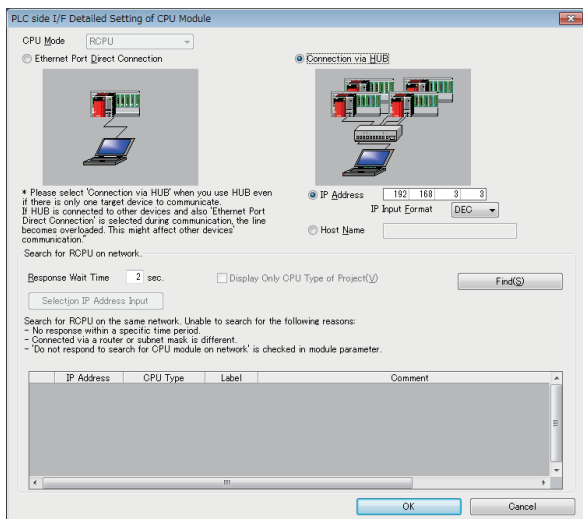 PLC side I/F Detailed Setting of CPU Module
CPU Mode RCPU
Ethernet Port Direct Connection
Connection via HUB
* Please select 'Connection via HUB' when you use HUB even
if there is only one target device to communicate.
If HUB is connected to other devices and also 'Ethernet Port
Direct Connection' is selected during communication, the line
becomes overloaded. This might affect other devices'
communication."
IP Address 192 168 3 3
IP Input Format DEC
Host Name
Search for RCPU on network.
Response Wait Time 2 sec.
Display Only CPU Type of Project(V)
Find(S)
Selection IP Address Input
Search for RCPU on the same network. Unable to search for the following reasons:
- No response within a specific time period.
- Connected via a router or subnet mask is different.
- 'Do not respond to search for CPU module on network' is checked in module parameter.
IP Address CPU Type Label Comment
OK Cancel